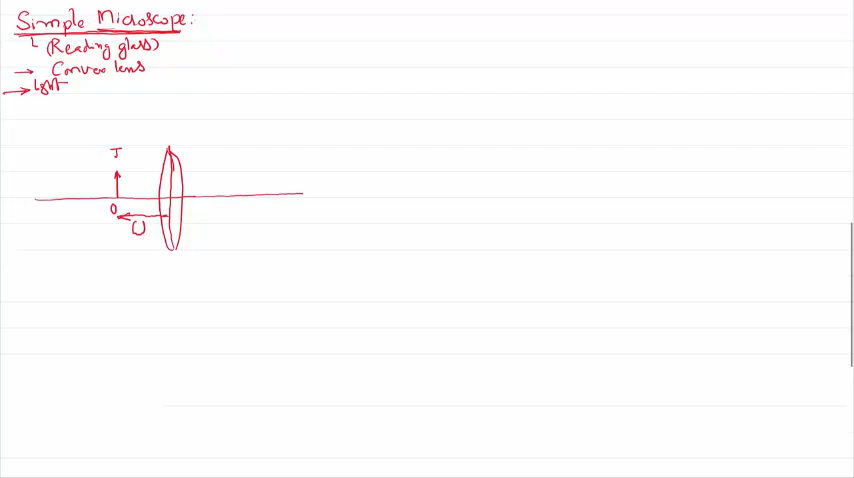 Simple Microscope:
(Reading glass)
→ Convex lens
→ light
I
O
U